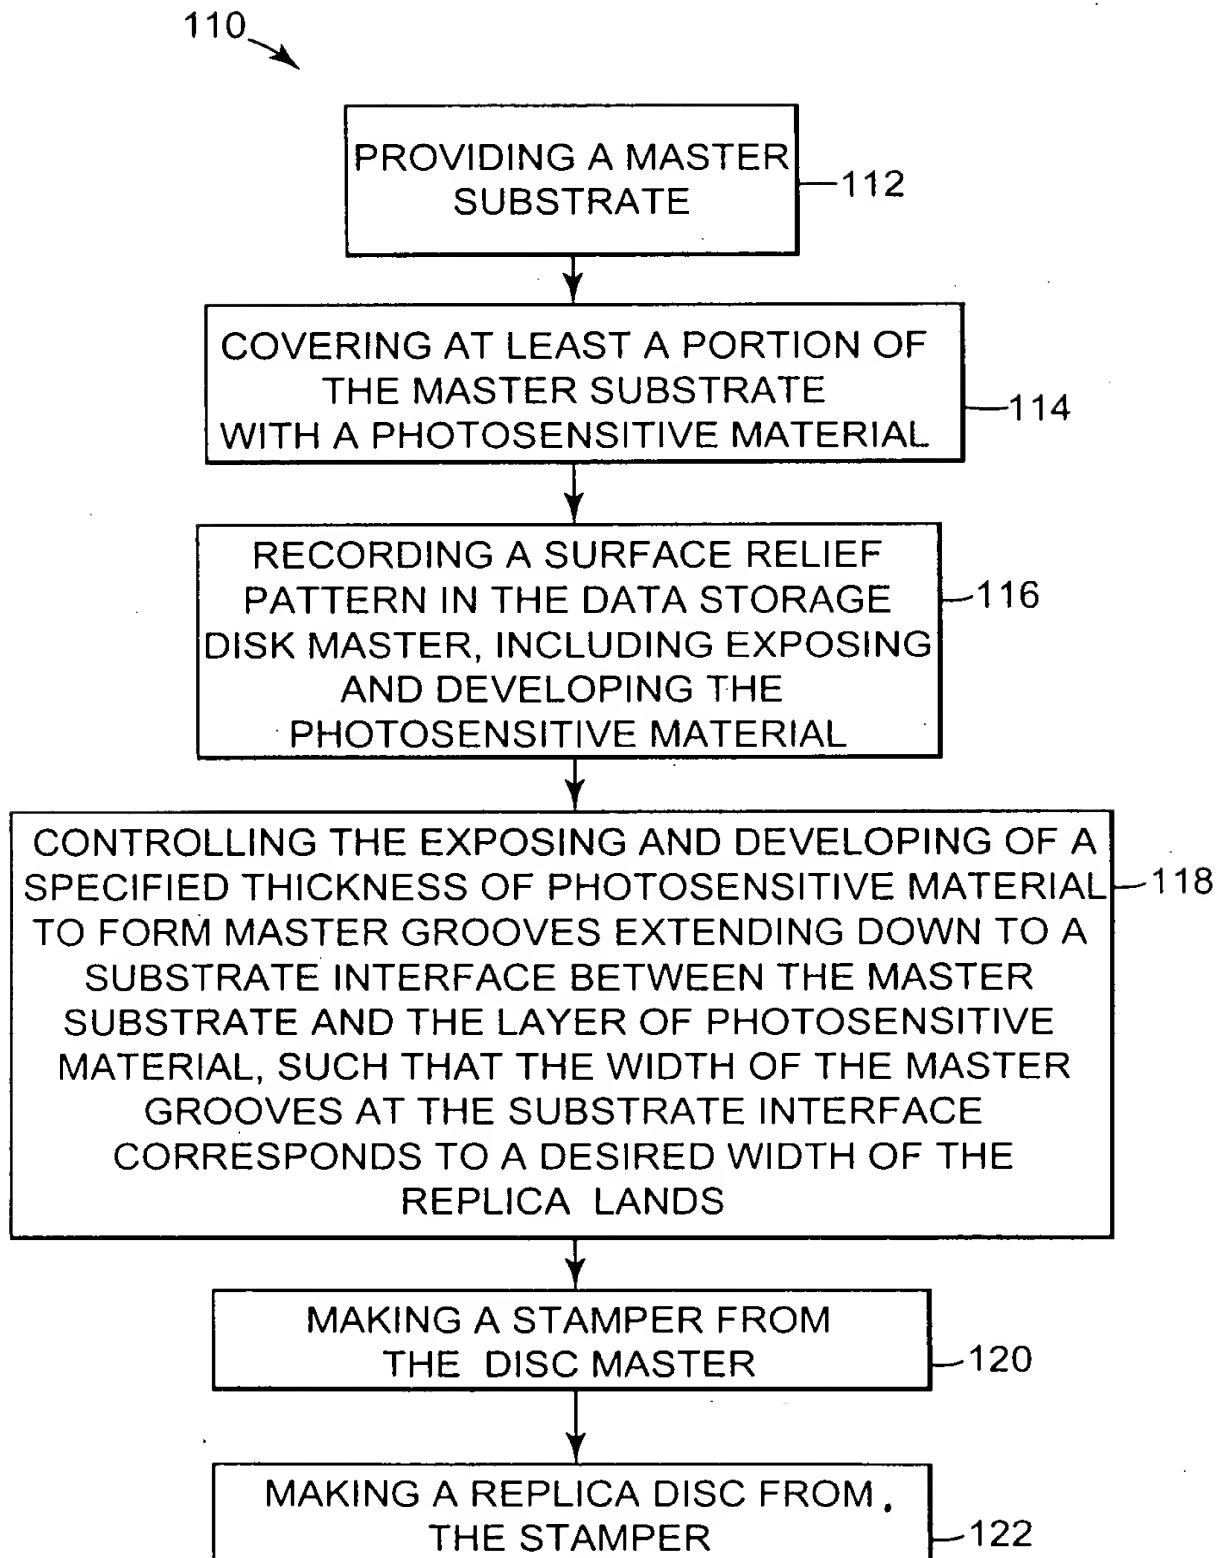 110
PROVIDING A MASTER
SUBSTRATE
112
COVERING AT LEAST A PORTION OF
THE MASTER SUBSTRATE
WITH A PHOTOSENSITIVE MATERIAL
114
RECORDING A SURFACE RELIEF
PATTERN IN THE DATA STORAGE
DISK MASTER, INCLUDING EXPOSING
AND DEVELOPING THE
PHOTOSENSITIVE MATERIAL
116
CONTROLLING THE EXPOSING AND DEVELOPING OF A
SPECIFIED THICKNESS OF PHOTOSENSITIVE MATERIAL
TO FORM MASTER GROOVES EXTENDING DOWN TO A
SUBSTRATE INTERFACE BETWEEN THE MASTER
SUBSTRATE AND THE LAYER OF PHOTOSENSITIVE
MATERIAL, SUCH THAT THE WIDTH OF THE MASTER
GROOVES AT THE SUBSTRATE INTERFACE
CORRESPONDS TO A DESIRED WIDTH OF THE
REPLICA LANDS
118
MAKING A STAMPER FROM
THE DISC MASTER
120
MAKING A REPLICA DISC FROM
THE STAMPER
122